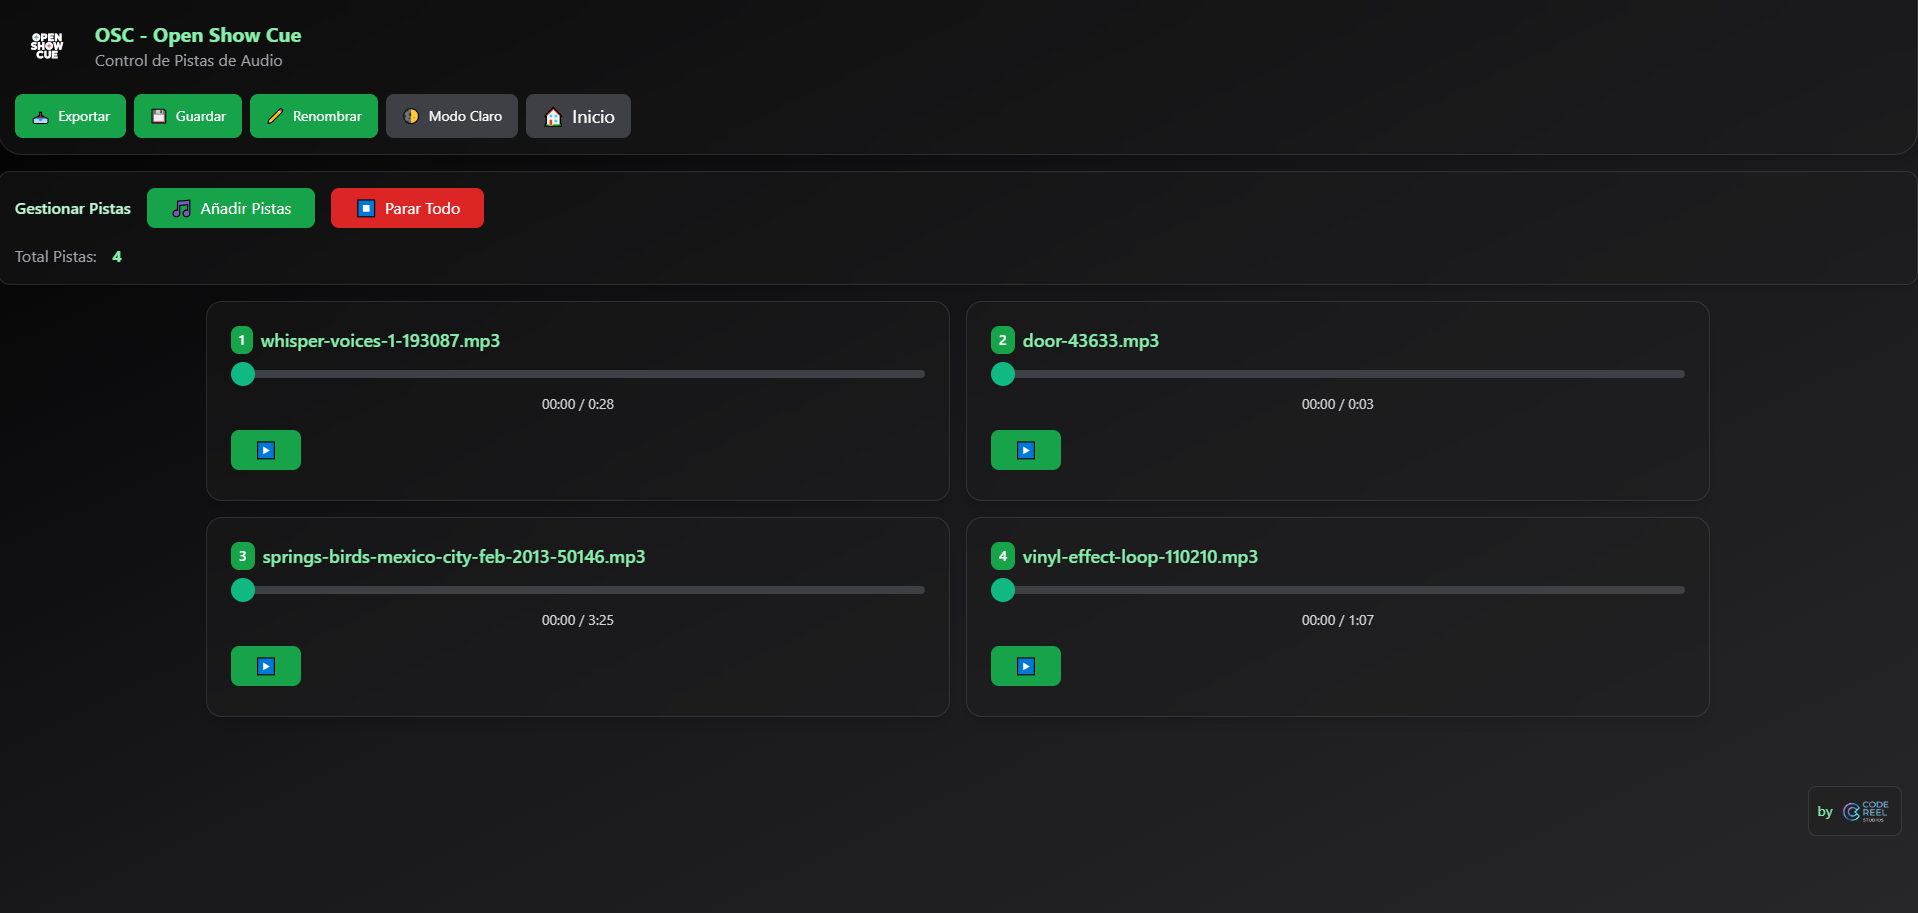 OPEN
SHOW
CUE
OSC - Open Show Cue
Control de Pistas de Audio
Exportar
Guardar
Renombrar
Modo Claro
Inicio
Gestionar Pistas
Añadir Pistas
Parar Todo
Total Pistas: 4
1 whisper-voices-1-193087.mp3
00:00 / 0:28
2 door-43633.mp3
00:00 / 0:03
3 springs-birds-mexico-city-feb-2013-50146.mp3
00:00 / 3:25
4 vinyl-effect-loop-110210.mp3
00:00 / 1:07
by
CODE
REEL
STUDIOS